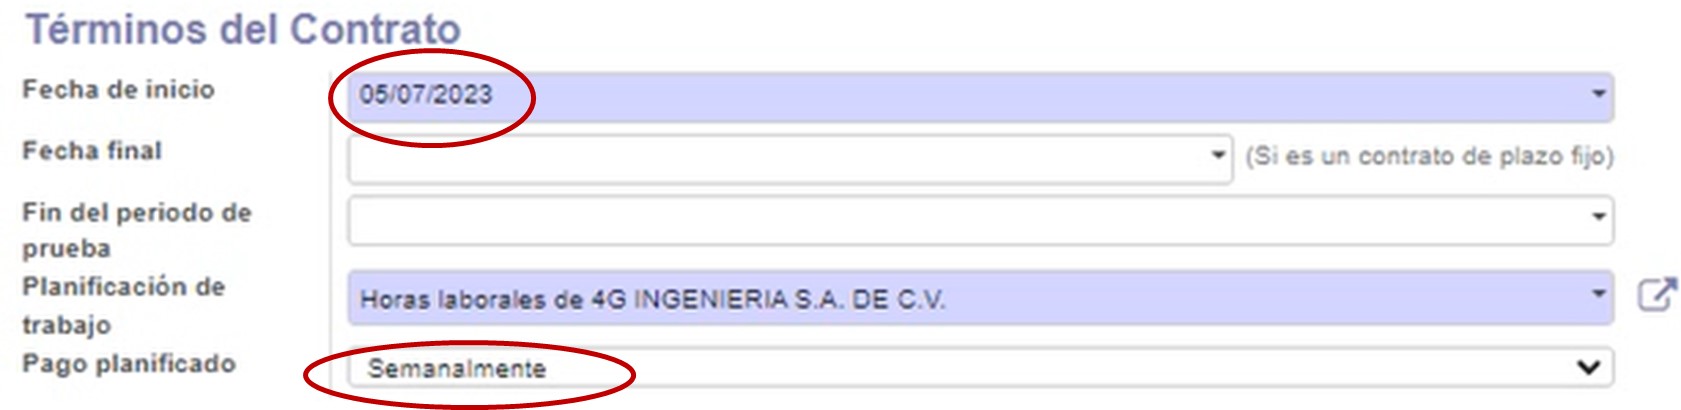 Términos del Contrato
Fecha de inicio 05/07/2023
Fecha final (Si es un contrato de plazo fijo)
Fin del periodo de
prueba
Planificación de
trabajo Horas laborales de 4G INGENIERIA S.A. DE C.V.
Pago planificado Semanalmente